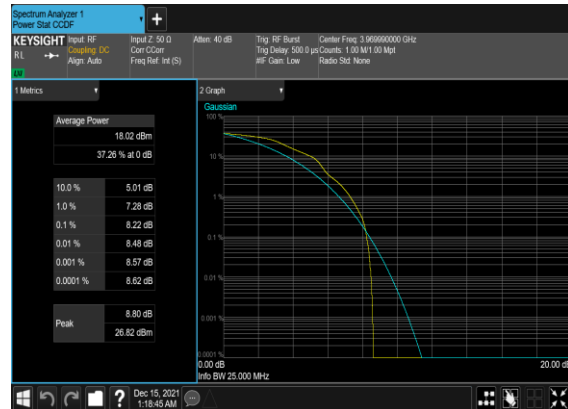 Spectrum Analyzer 1
Power Stat CCDF
KEYSIGHT
RL
Input: RF
Coupling: DC
Align: Auto
Input Z: 50 Ω
Corr CCorr
Freq Ref: Int (S)
Atten: 40 dB
Trig: RF Burst
Trig Delay: 500.0 µs
#IF Gain: Low
Center Freq: 3.969990000 GHz
Counts: 1.00 M/1.00 Mpt
Radio Std: None
1 Metrics
Average Power
18.02 dBm
37.26 % at 0 dB
10.0 % 5.01 dB
1.0 % 7.28 dB
0.1 % 8.22 dB
0.01 % 8.48 dB
0.001 % 8.57 dB
0.0001 % 8.62 dB
Peak
8.80 dB
26.82 dBm
2 Graph
Gaussian
100 %
10 %
1 %
0.1 %
0.01 %
0.001 %
0.0001 %
0.00 dB
20.00 dB
Info BW 25.000 MHz
?
Dec 15, 2021
1:18:45 AM